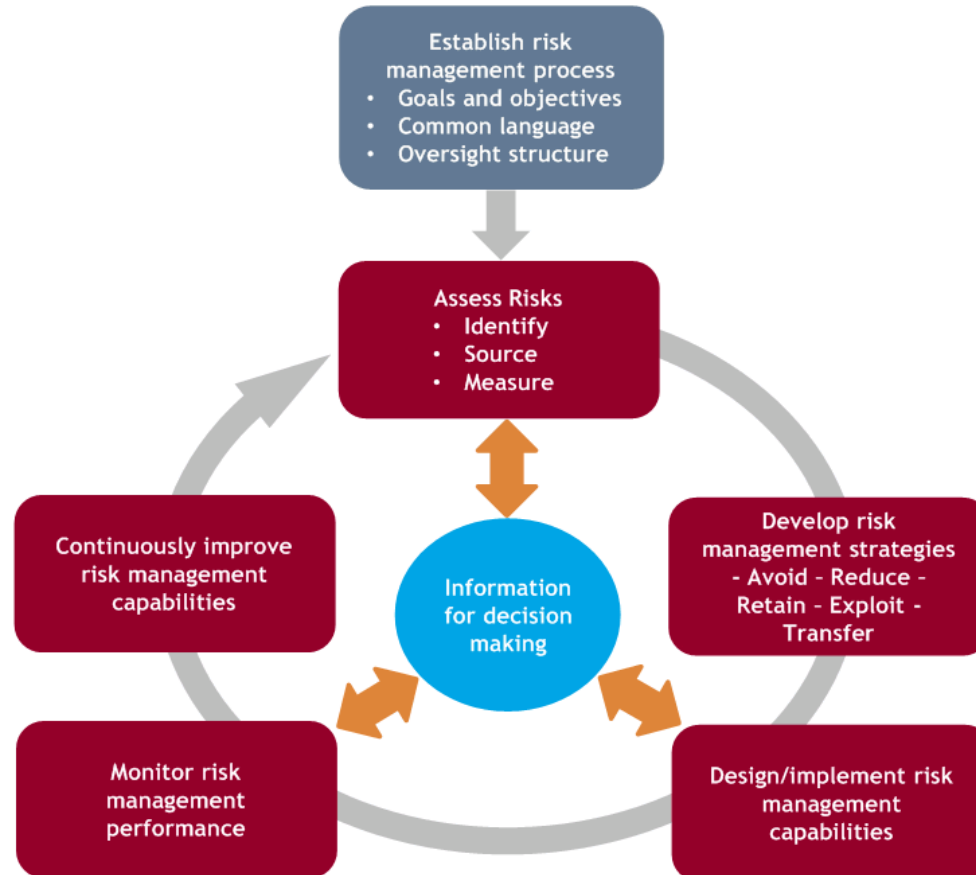 Establish risk
management process
• Goals and objectives
• Common language
• Oversight structure
Assess Risks
• Identify
• Source
• Measure
Develop risk
management strategies
- Avoid – Reduce –
Retain – Exploit -
Transfer
Design/implement risk
management
capabilities
Monitor risk
management
performance
Continuously improve
risk management
capabilities
Information
for decision
making